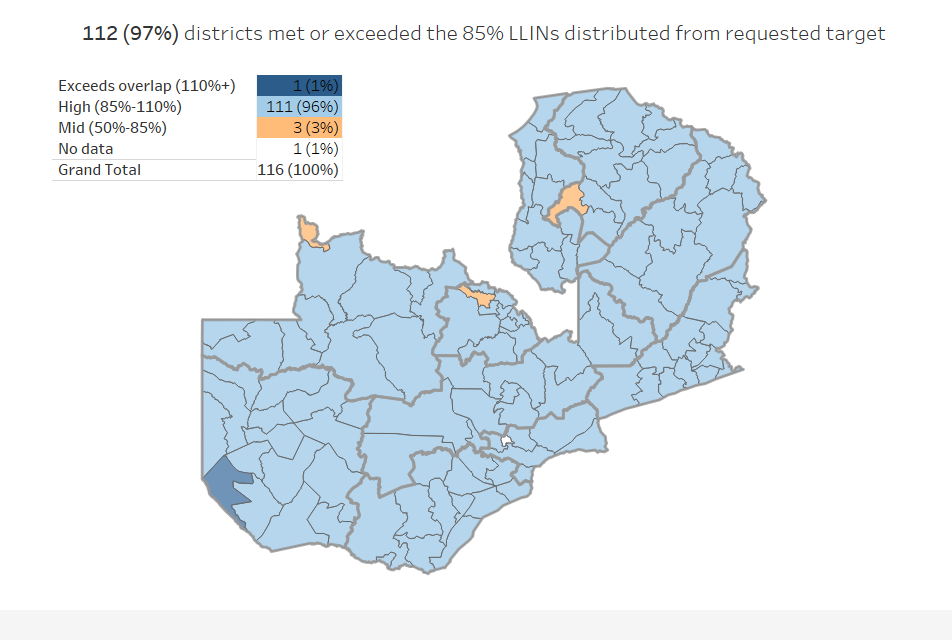 112 (97%) districts met or exceeded the 85% LLINs distributed from requested target
Exceeds overlap (110%+) 1 (1%)
High (85%-110%) 111 (96%)
Mid (50%-85%) 3 (3%)
No data 1 (1%)
Grand Total 116 (100%)